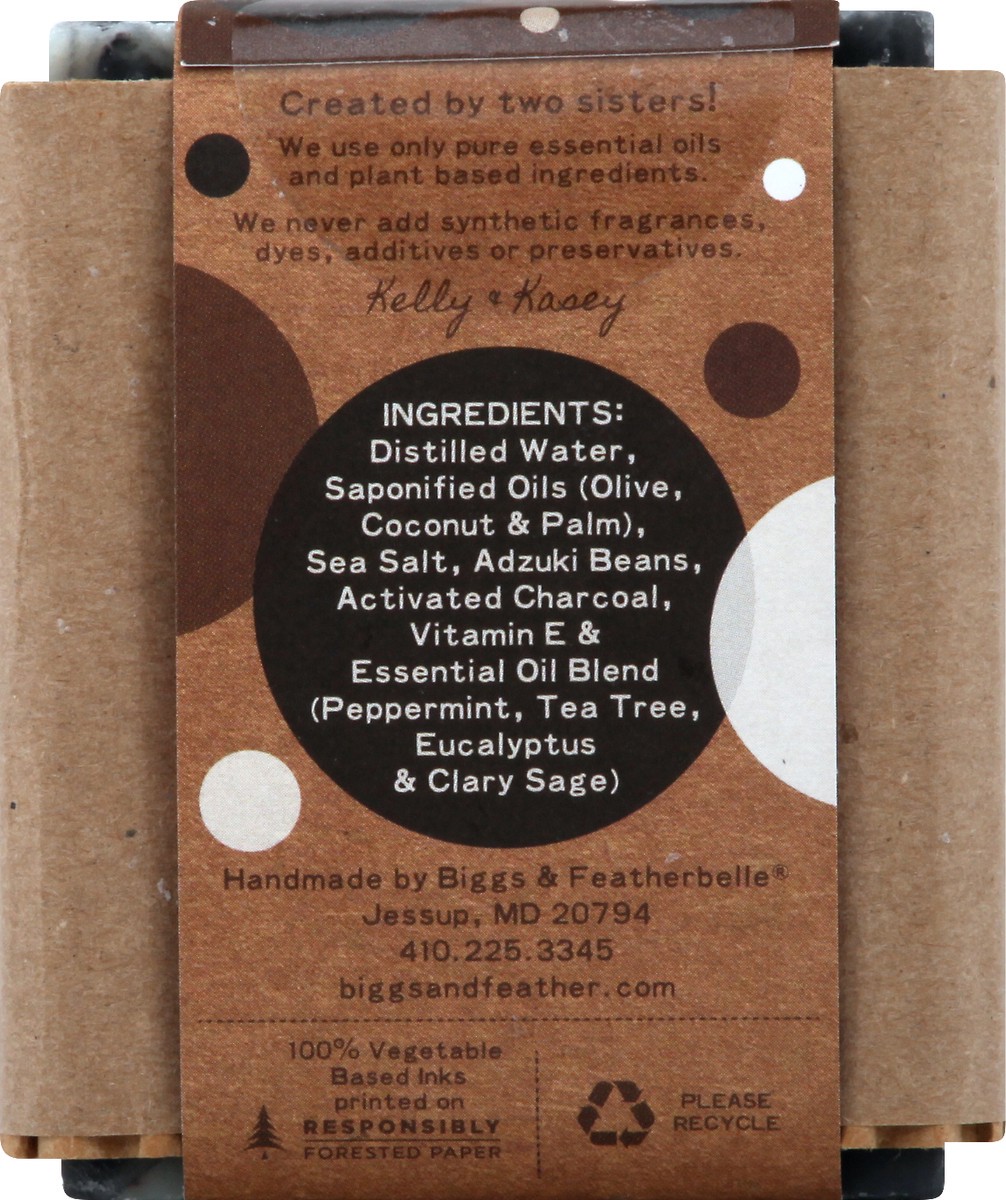 Created by two sisters!
We use only pure essential oils
and plant based ingredients.
We never add synthetic fragrances,
dyes, additives or preservatives.
Kelly & Kasey
INGREDIENTS:
Distilled Water,
Saponified Oils (Olive,
Coconut & Palm),
Sea Salt, Adzuki Beans,
Activated Charcoal,
Vitamin E &
Essential Oil Blend
(Peppermint, Tea Tree,
Eucalyptus
& Clary Sage)
Handmade by Biggs & Featherbelle®
Jessup, MD 20794
410.225.3345
biggsandfeather.com
100% Vegetable
Based Inks
printed on
RESPONSIBLY
FORESTED PAPER
PLEASE
RECYCLE